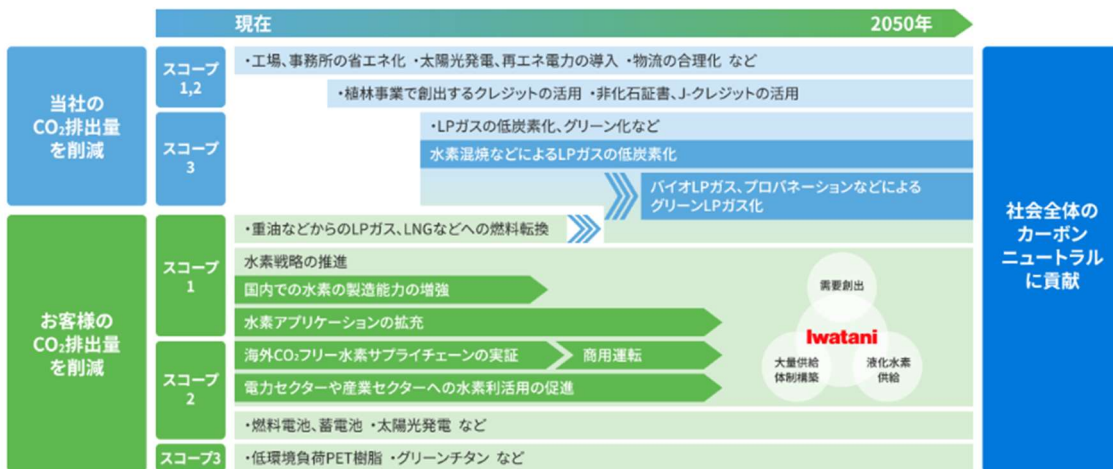 現在
2050年
当社の
CO₂排出量
を削減
スコープ
1,2
・工場、事務所の省エネ化 ・太陽光発電、再エネ電力の導入 ・物流の合理化 など
・植林事業で創出するクレジットの活用 ・非化石証書、J-クレジットの活用
スコープ
3
・LPガスの低炭素化、グリーン化など
水素混焼などによるLPガスの低炭素化
バイオLPガス、プロパネーションなどによる
グリーンLPガス化
お客様の
CO₂排出量
を削減
スコープ
1
・重油などからのLPガス、LNGなどへの燃料転換
水素戦略の推進
国内での水素の製造能力の増強
水素アプリケーションの拡充
スコープ
2
海外CO₂フリー水素サプライチェーンの実証
商用運転
電力セクターや産業セクターへの水素利活用の促進
・燃料電池、蓄電池 ・太陽光発電 など
スコープ3
・低環境負荷PET樹脂 ・グリーンチタン など
需要創出
Iwatani
大量供給
体制構築
液化水素
供給
社会全体の
カーボン
ニュートラル
に貢献